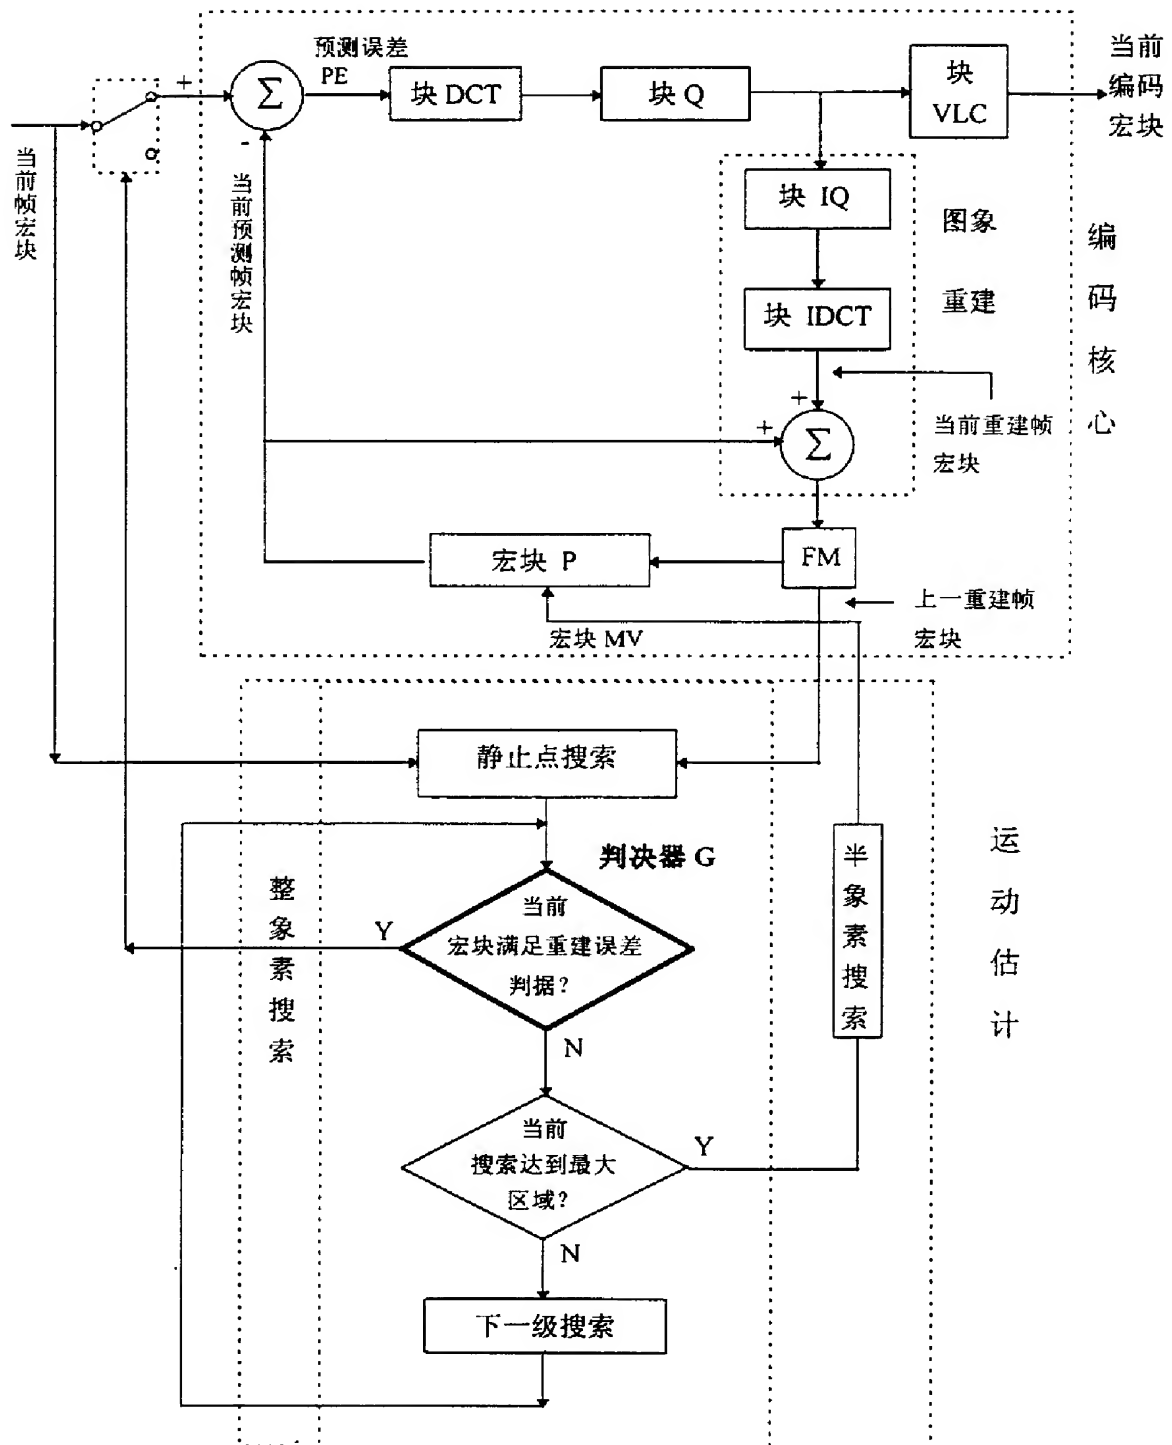 预测误差
PE
+
Σ
块 DCT
块 Q
块
VLC
当前
编码
宏块
-
当前帧宏块
当前预测帧宏块
块 IQ
图象
重建
块 IDCT
编码核心
+
+
Σ
当前重建帧
宏块
宏块 P
FM
上一重建帧
宏块
宏块 MV
静止点搜索
判决器 G
整象素搜索
当前
宏块满足重建误差
判据?
Y
N
半象素搜索
运动估计
当前
搜索达到最大
区域?
Y
N
下一级搜索